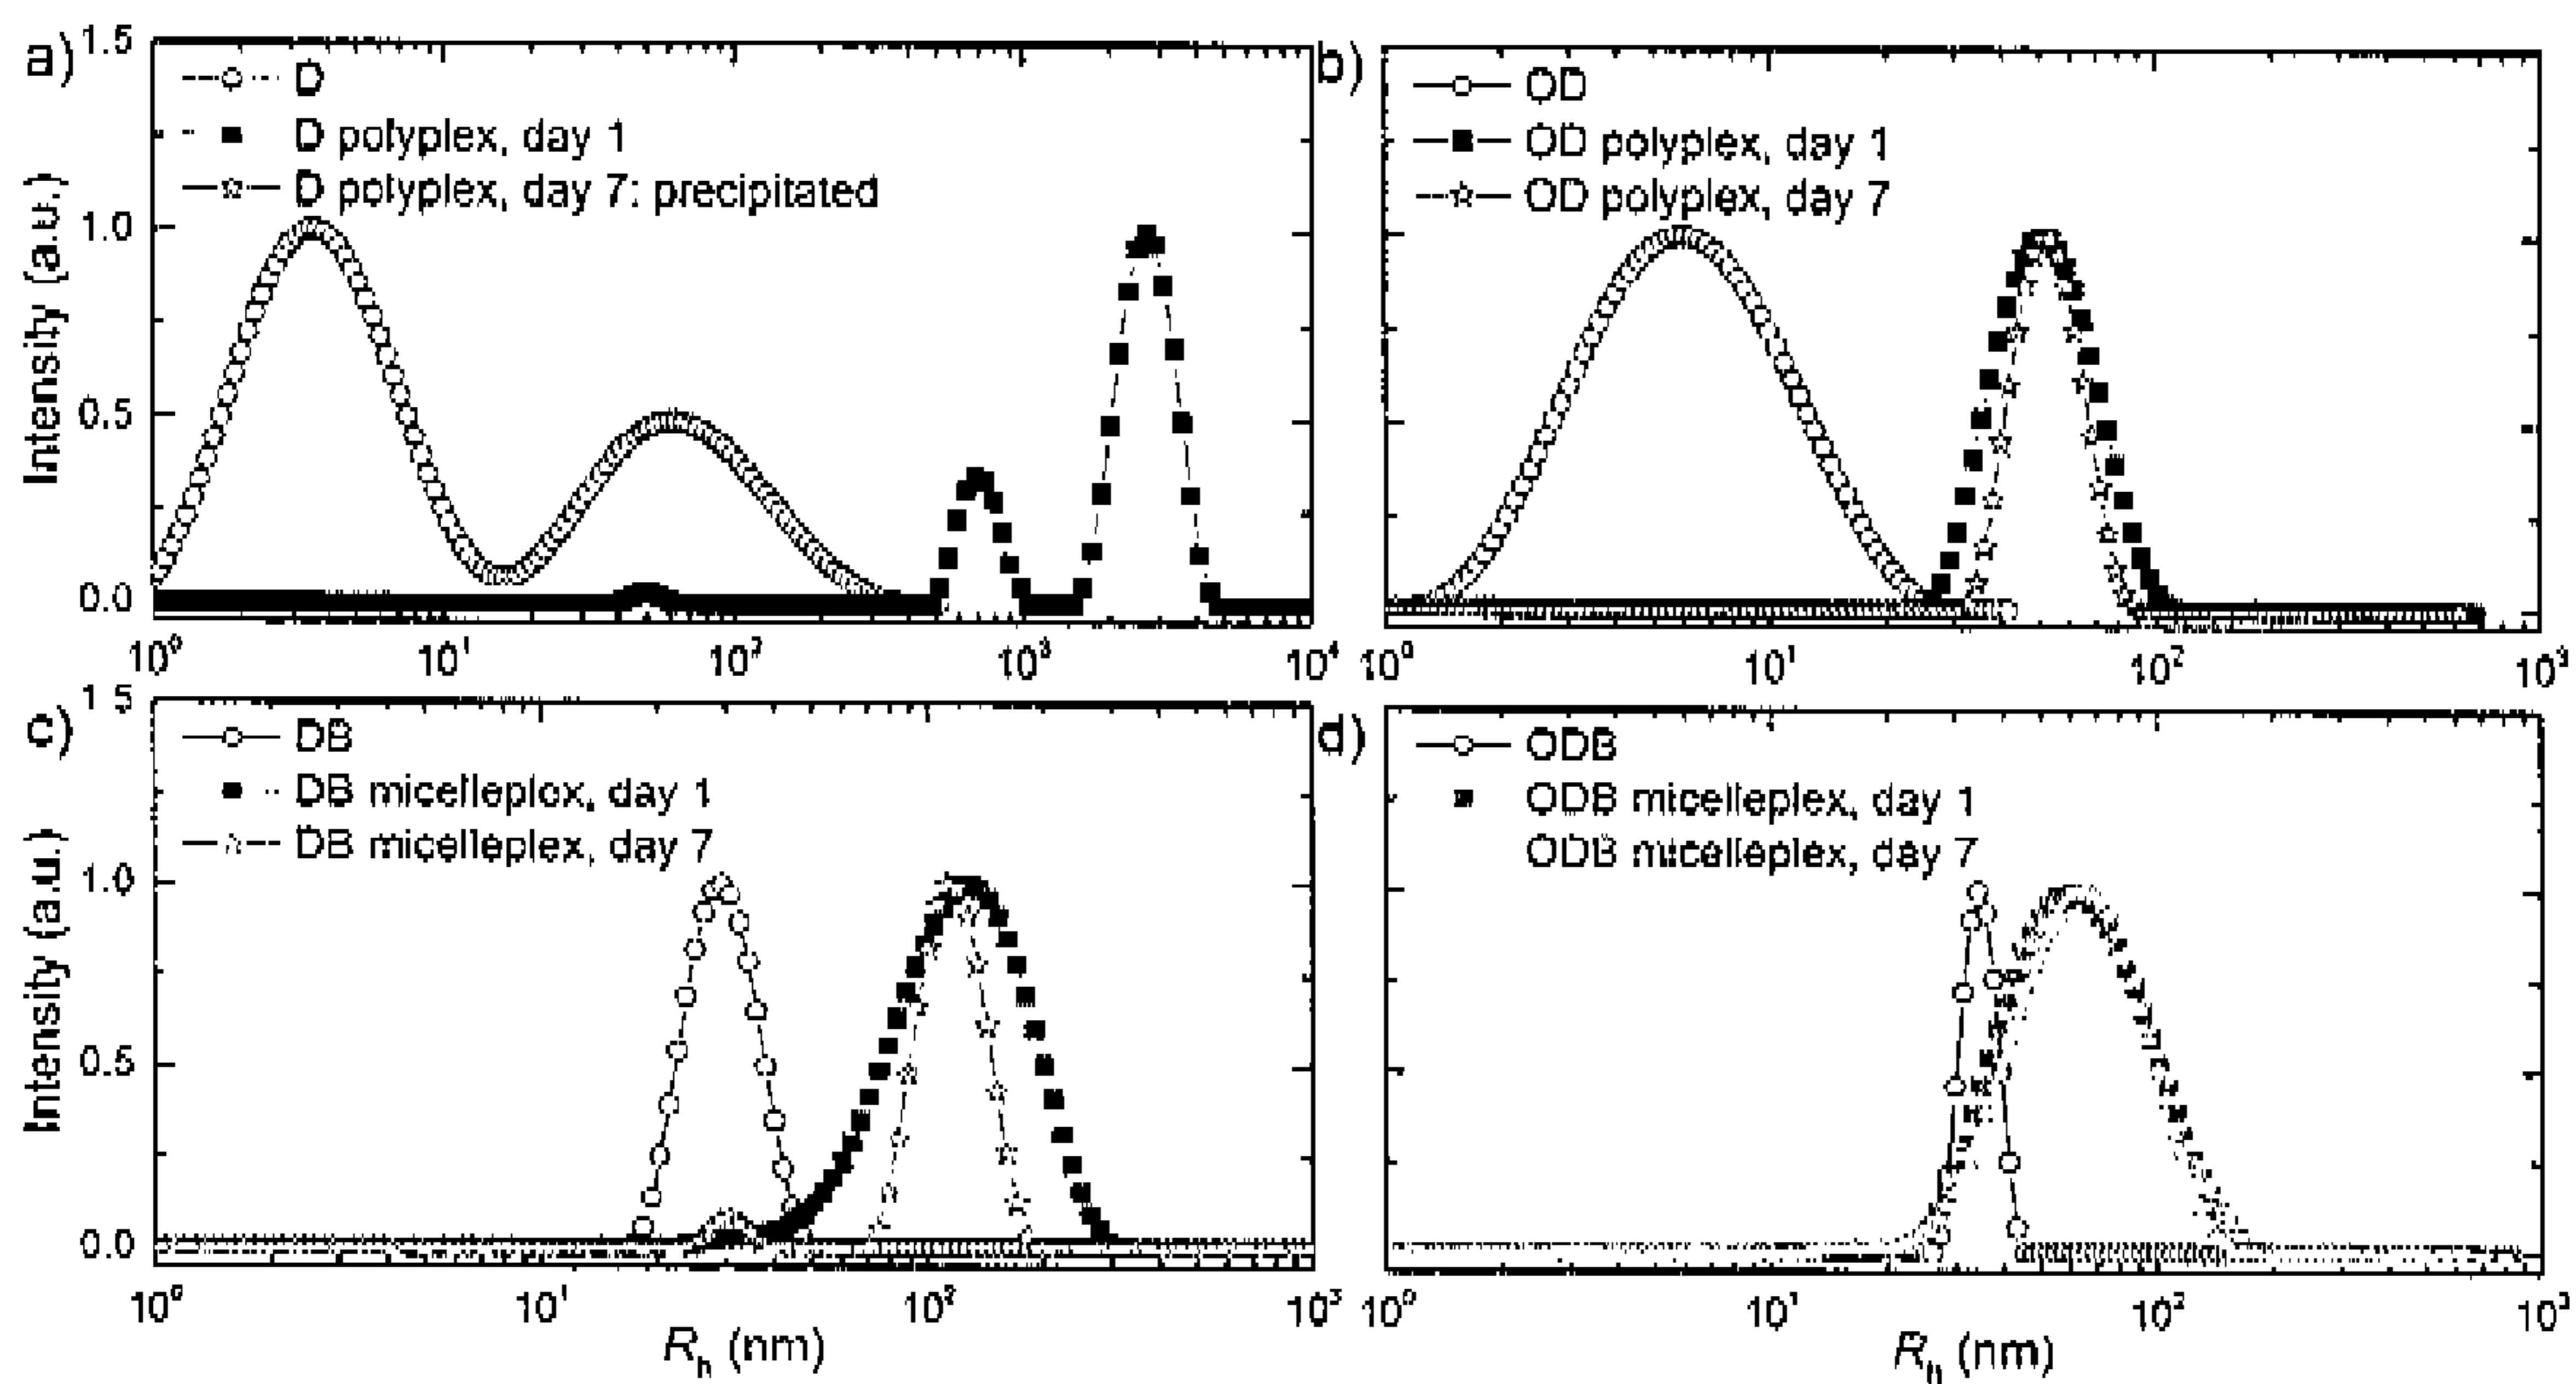 a)
1.5
D
D polyplex, day 1
D polyplex, day 7: precipitated
1.0
0.5
0.0
Intensity (a.u.)
10⁰ 10¹ 10² 10³ 10⁴
b)
OD
OD polyplex, day 1
OD polyplex, day 7
10⁰ 10¹ 10² 10³
c)
1 5
DB
DB micelleplox, day 1
DB micelleplex, day 7
1.0
0.5
0.0
Intensity (a.u.)
10⁰ 10¹ 10² 10³
Rh (nm)
d)
ODB
ODB micelleplex, day 1
ODB micelleplex, day 7
10⁰ 10¹ 10² 10³
Rh (nm)